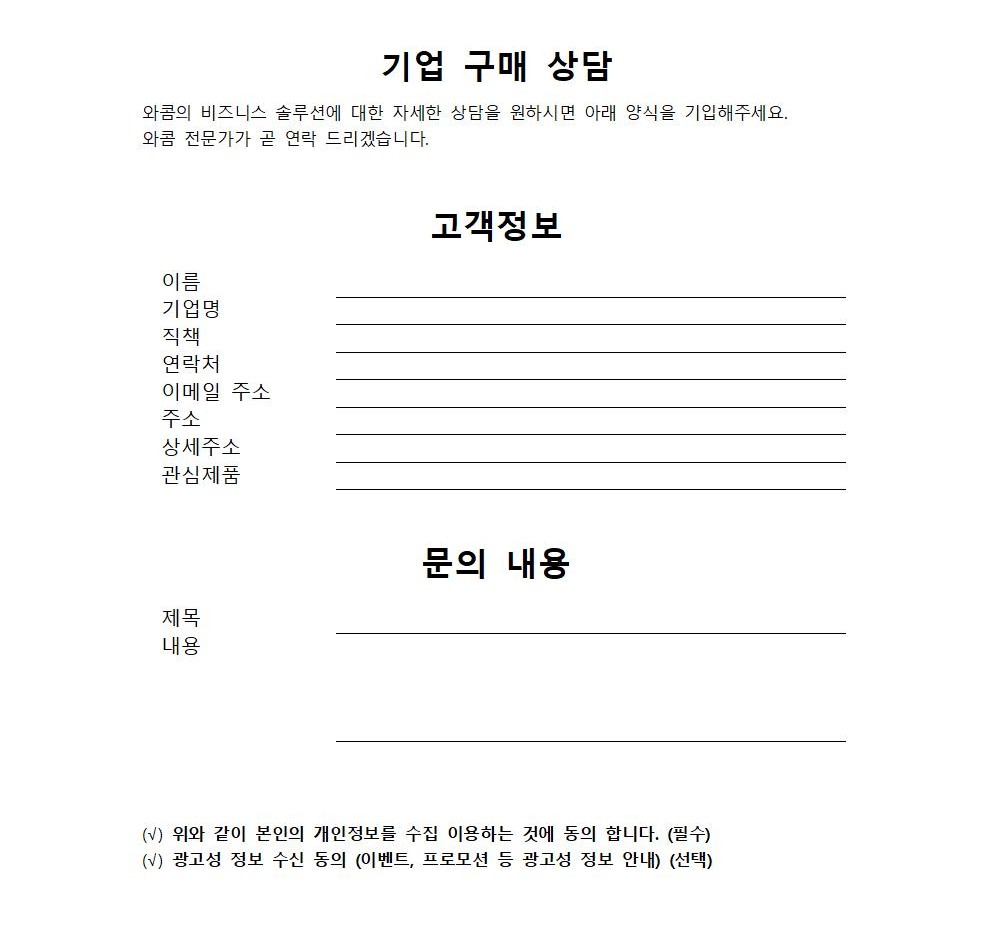 기업 구매 상담
와콤의 비즈니스 솔루션에 대한 자세한 상담을 원하시면 아래 양식을 기입해주세요.
와콤 전문가가 곧 연락 드리겠습니다.
고객정보
이름
기업명
직책
연락처
이메일 주소
주소
상세주소
관심제품
문의 내용
제목
내용
(√) 위와 같이 본인의 개인정보를 수집 이용하는 것에 동의 합니다. (필수)
(√) 광고성 정보 수신 동의 (이벤트, 프로모션 등 광고성 정보 안내) (선택)